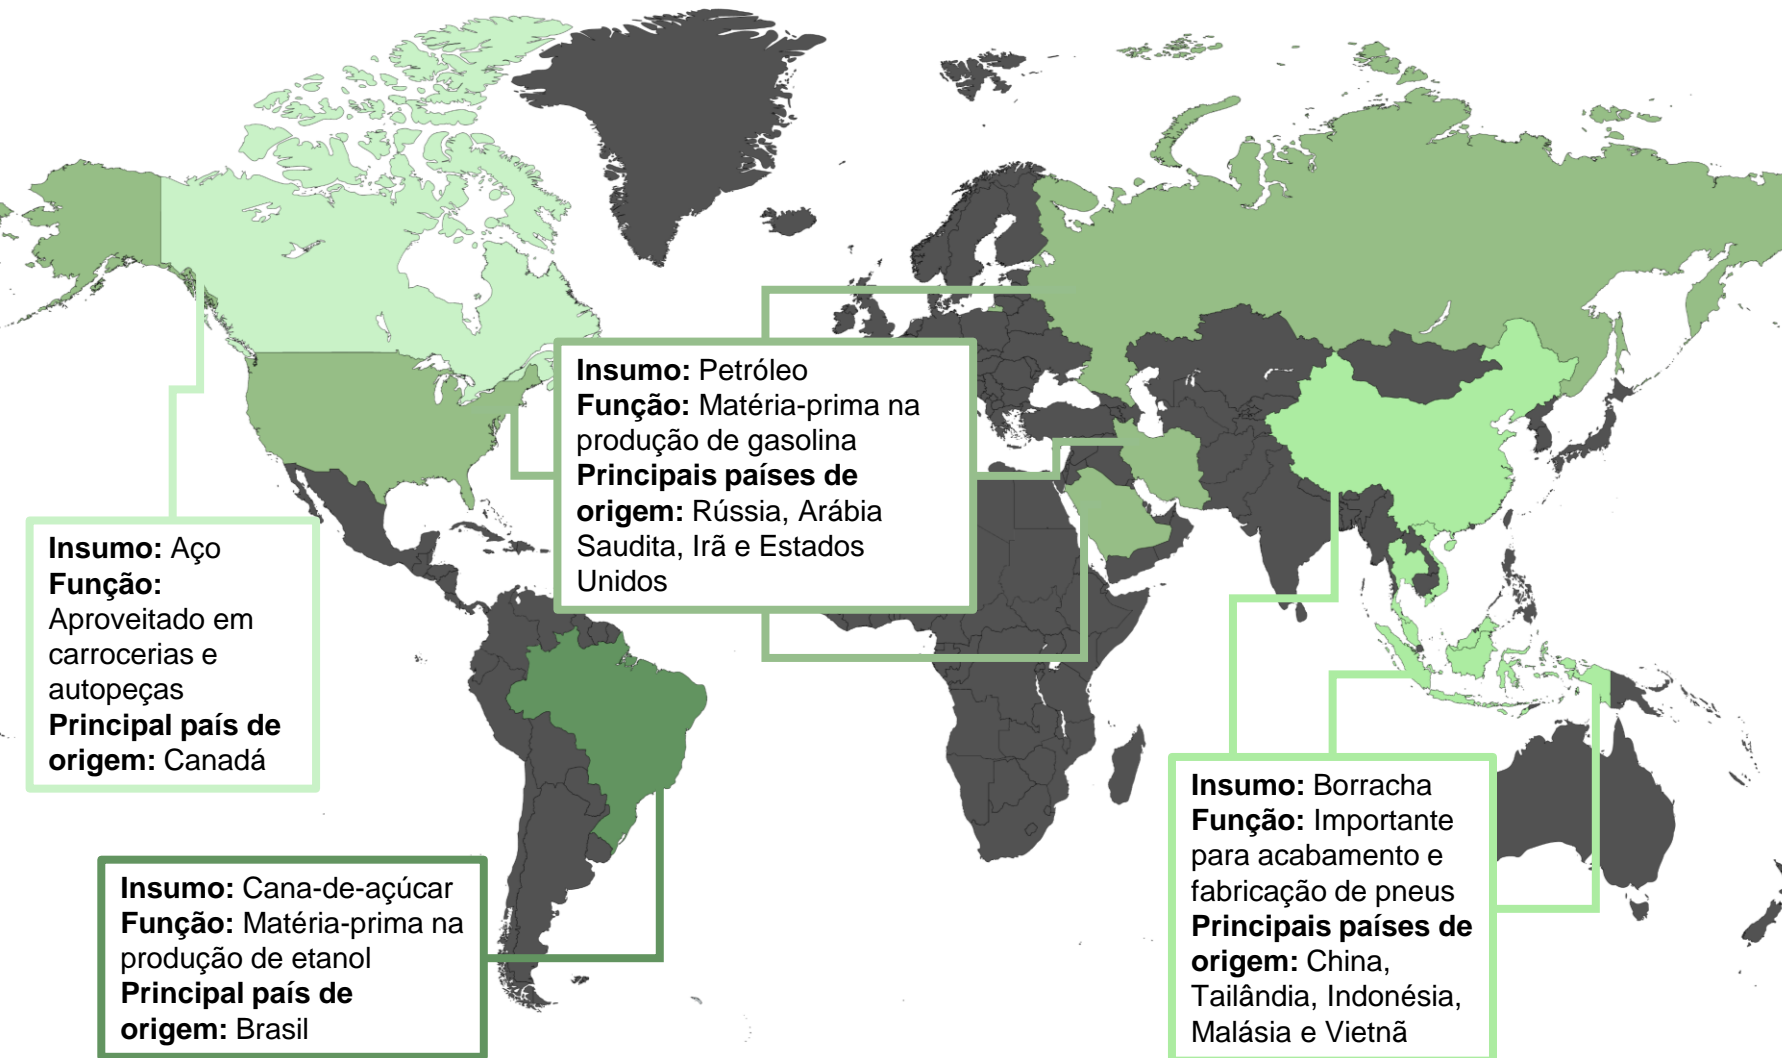 Insumo: Petróleo
Função: Matéria-prima na
produção de gasolina
Principais países de
origem: Rússia, Arábia
Saudita, Irã e Estados
Unidos
Insumo: Aço
Função:
Aproveitado em
carrocerias e
autopeças
Principal país de
origem: Canadá
Insumo: Cana-de-açúcar
Função: Matéria-prima na
produção de etanol
Principal país de
origem: Brasil
Insumo: Borracha
Função: Importante
para acabamento e
fabricação de pneus
Principais países de
origem: China,
Tailândia, Indonésia,
Malásia e Vietnã